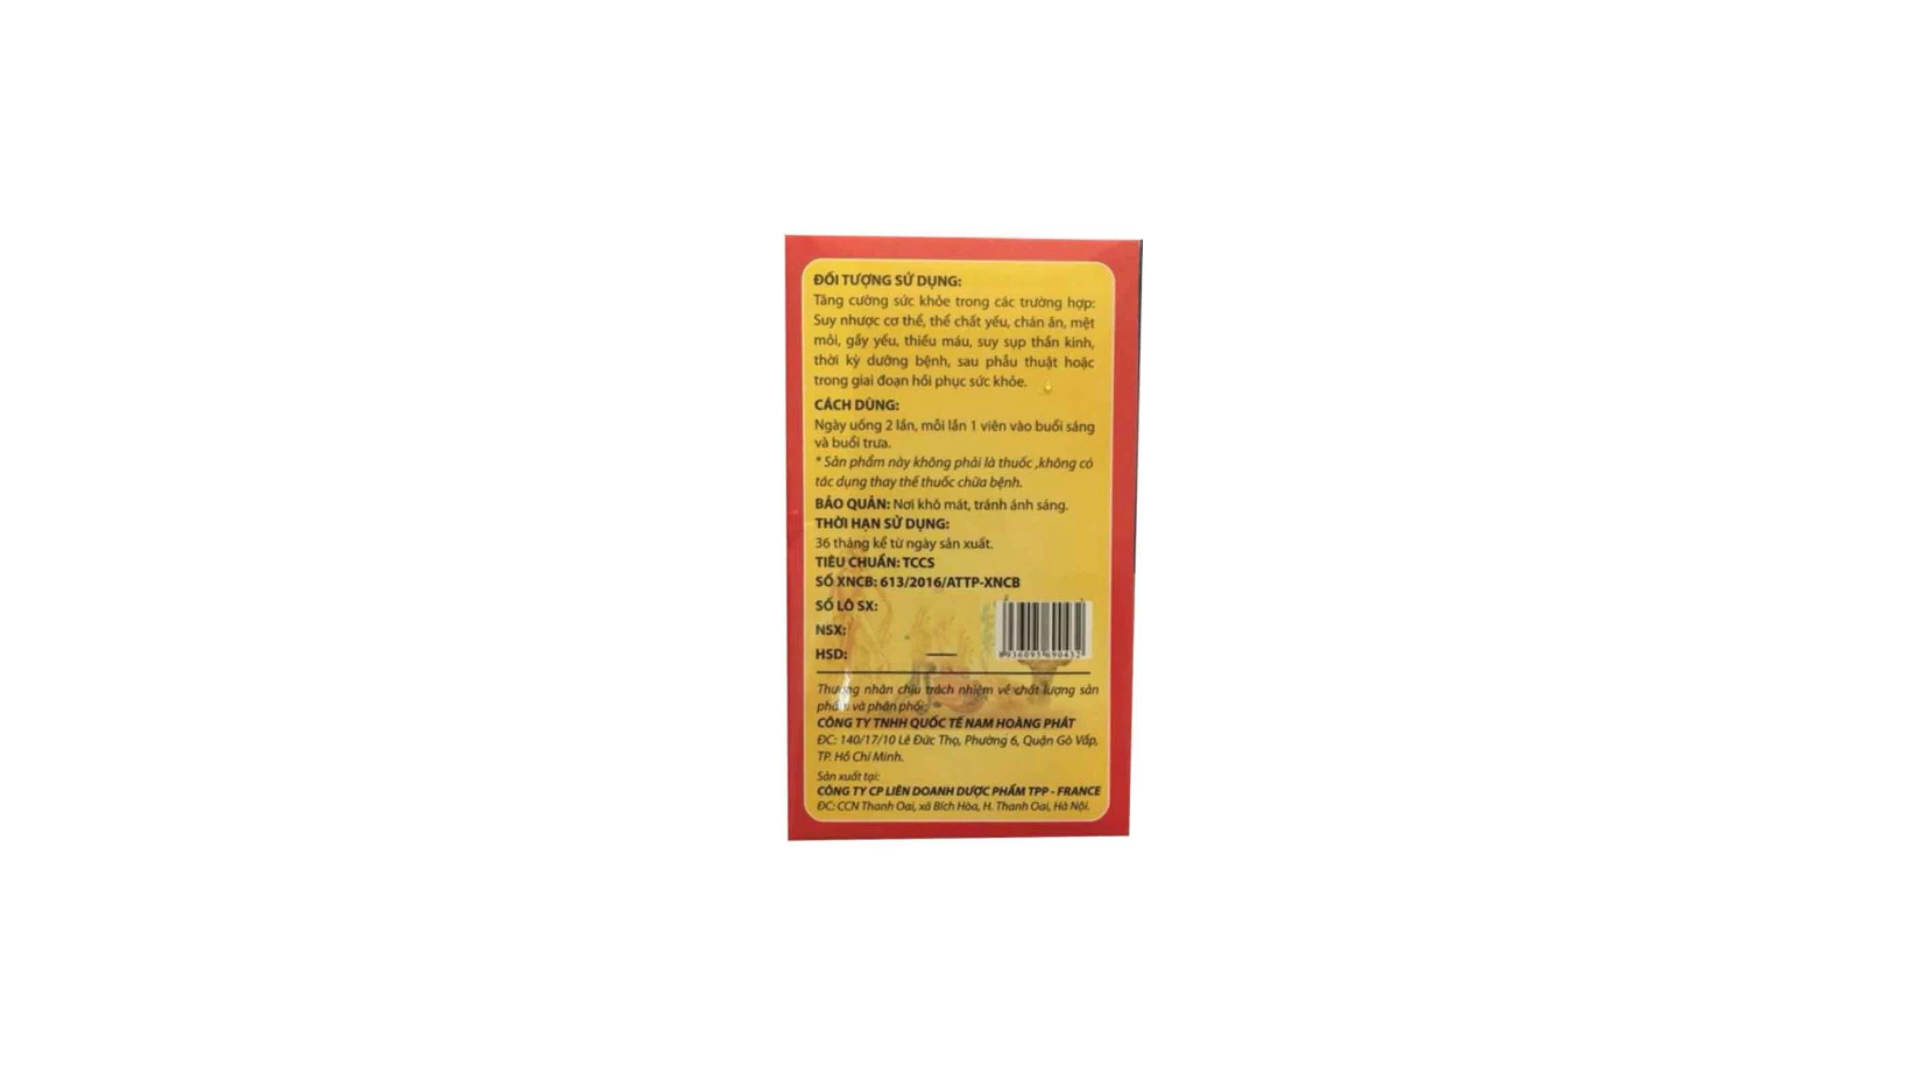 ĐỐI TƯỢNG SỬ DỤNG:
Tăng cường sức khỏe trong các trường hợp:
Suy nhược cơ thể, thể chất yếu, chán ăn, mệt
mỏi, gầy yếu, thiếu máu, suy sụp thần kinh,
thời kỳ dưỡng bệnh, sau phẫu thuật hoặc
trong giai đoạn hồi phục sức khỏe.
CÁCH DÙNG:
Ngày uống 2 lần, mỗi lần 1 viên vào buổi sáng
và buổi trưa.
* Sản phẩm này không phải là thuốc ,không có
tác dụng thay thế thuốc chữa bệnh.
BẢO QUẢN: Nơi khô mát, tránh ánh sáng.
THỜI HẠN SỬ DỤNG:
36 tháng kể từ ngày sản xuất.
TIÊU CHUẨN: TCCS
SỐ XNCB: 613/2016/ATTP-XNCB
SỐ LÔ SX:
NSX:
HSD:
8936095690432
Thương nhân chịu trách nhiệm về chất lượng sản
phẩm và phân phối:
CÔNG TY TNHH QUỐC TẾ NAM HOÀNG PHÁT
ĐC: 140/17/10 Lê Đức Thọ, Phường 6, Quận Gò Vấp,
TP. Hồ Chí Minh.
Sản xuất tại:
CÔNG TY CP LIÊN DOANH DƯỢC PHẨM TPP - FRANCE
ĐC: CCN Thanh Oai, xã Bích Hòa, H. Thanh Oai, Hà Nội.